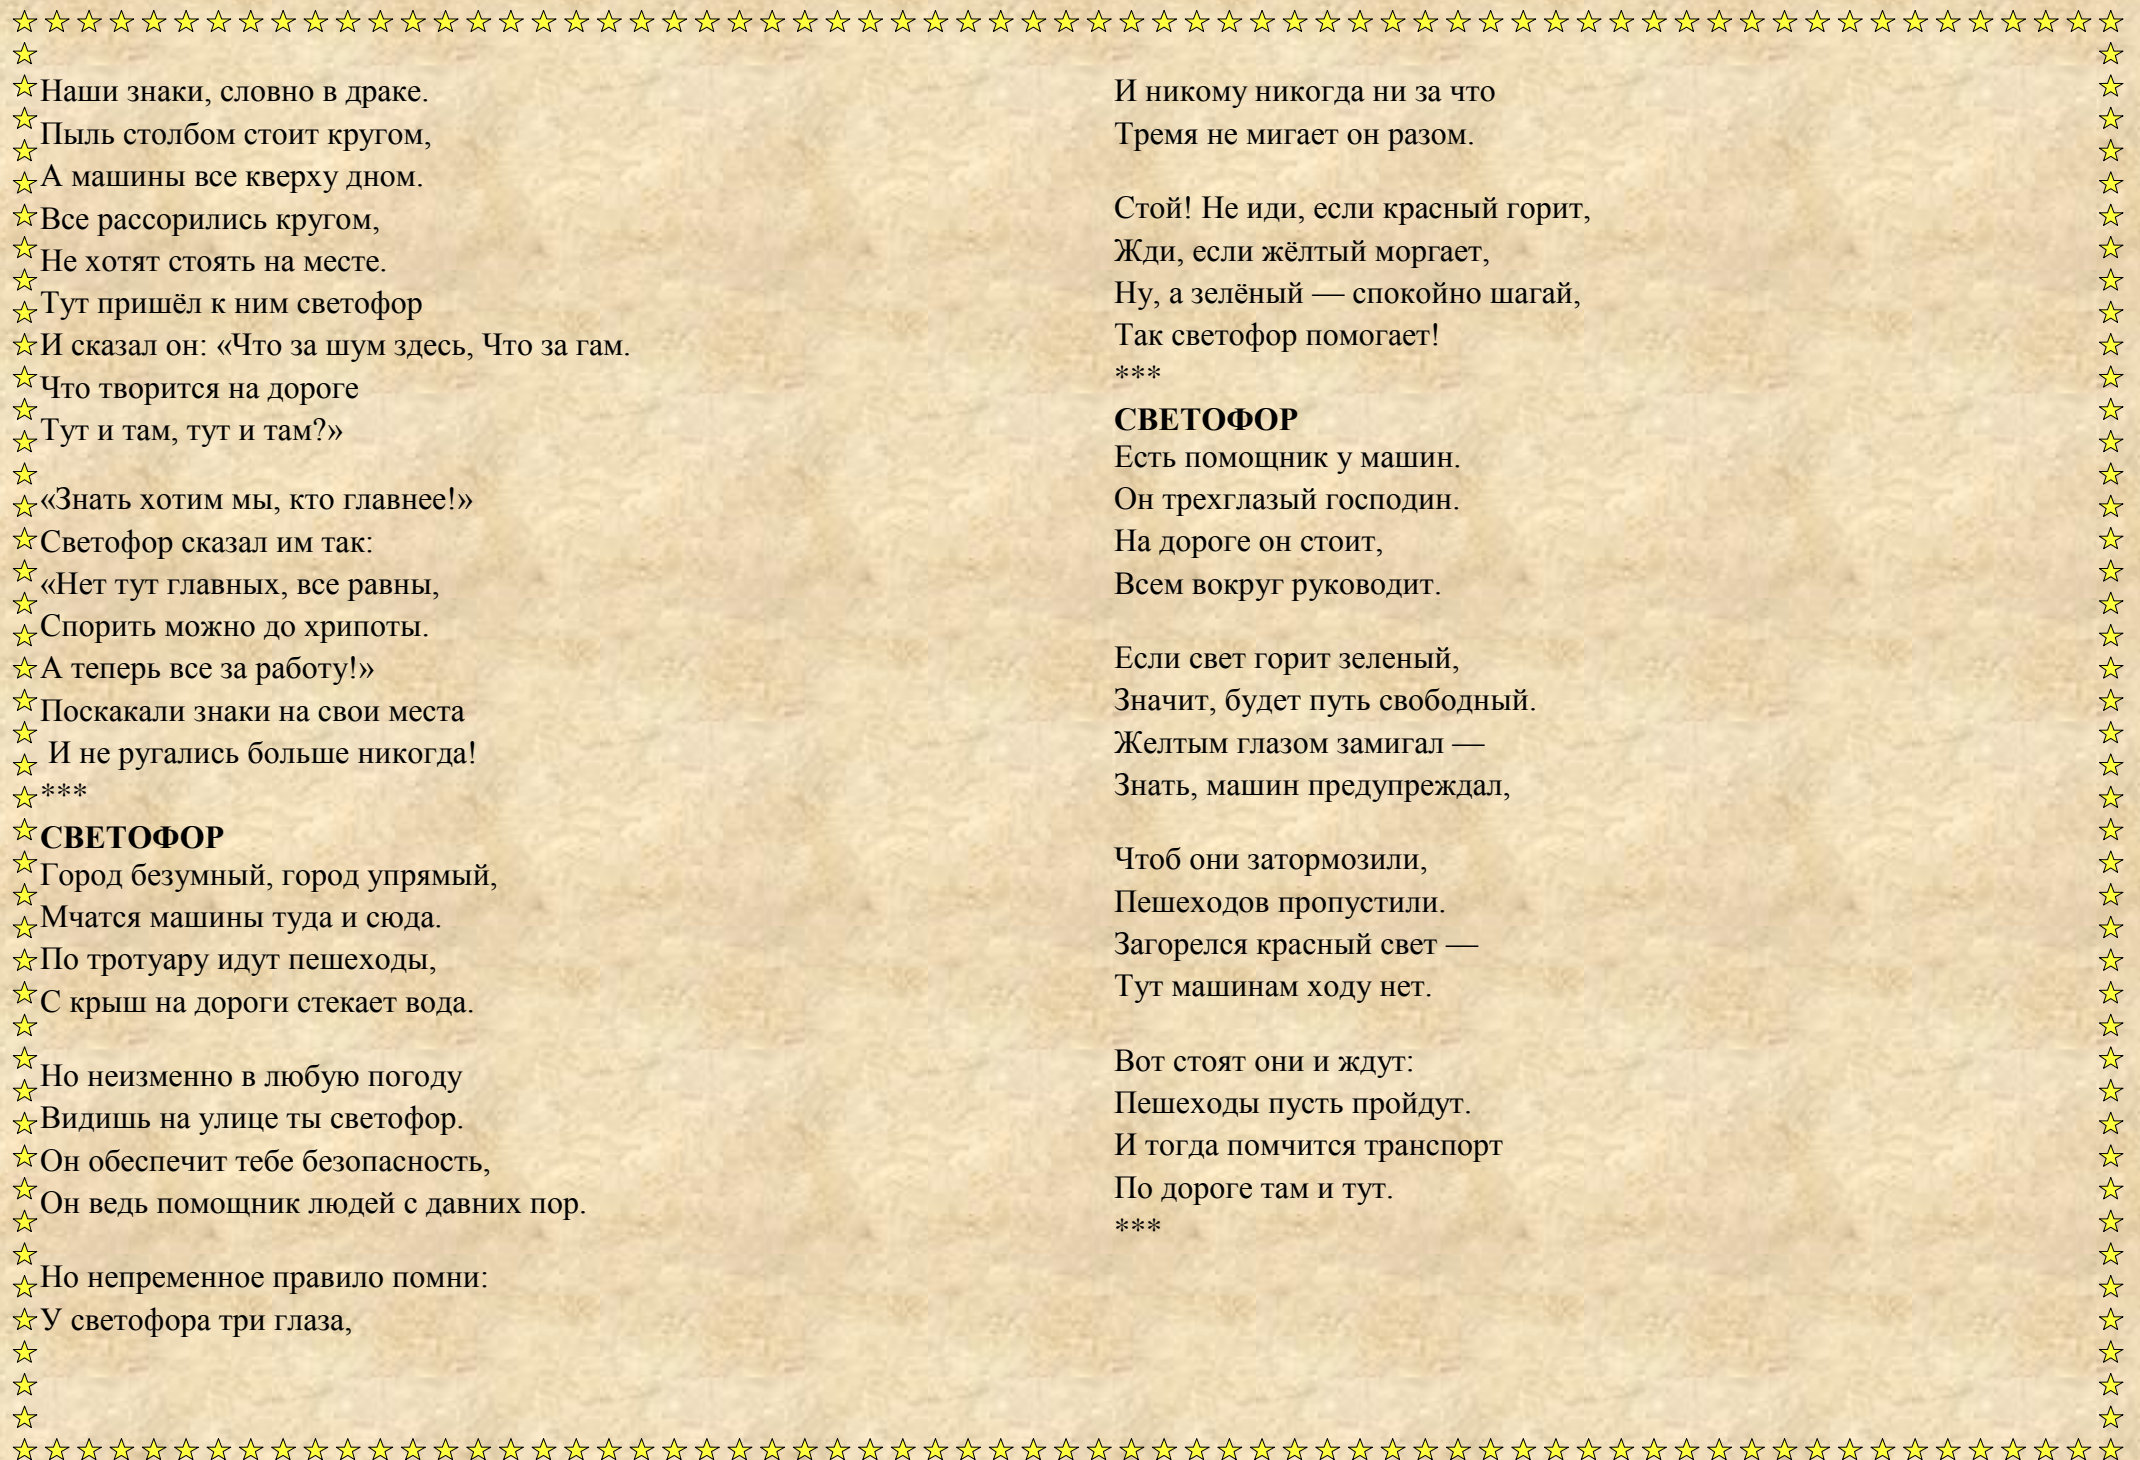 Наши знаки, словно в драке.
Пыль столбом стоит кругом,
А машины все кверху дном.
Все рассорились кругом,
Не хотят стоять на месте.
Тут пришёл к ним светофор
И сказал он: «Что за шум здесь, Что за гам.
Что творится на дороге
Тут и там, тут и там?»
«Знать хотим мы, кто главнее!»
Светофор сказал им так:
«Нет тут главных, все равны,
Спорить можно до хрипоты.
А теперь все за работу!»
Поскакали знаки на свои места
И не ругались больше никогда!
***
СВЕТОФОР
Город безумный, город упрямый,
Мчатся машины туда и сюда.
По тротуару идут пешеходы,
С крыш на дороги стекает вода.
Но неизменно в любую погоду
Видишь на улице ты светофор.
Он обеспечит тебе безопасность,
Он ведь помощник людей с давних пор.
Но непременное правило помни:
У светофора три глаза,
И никому никогда ни за что
Тремя не мигает он разом.
Стой! Не иди, если красный горит,
Жди, если жёлтый моргает,
Ну, а зелёный — спокойно шагай,
Так светофор помогает!
***
СВЕТОФОР
Есть помощник у машин.
Он трехглазый господин.
На дороге он стоит,
Всем вокруг руководит.
Если свет горит зеленый,
Значит, будет путь свободный.
Желтым глазом замигал —
Знать, машин предупреждал,
Чтоб они затормозили,
Пешеходов пропустили.
Загорелся красный свет —
Тут машинам ходу нет.
Вот стоят они и ждут:
Пешеходы пусть пройдут.
И тогда помчится транспорт
По дороге там и тут.
***